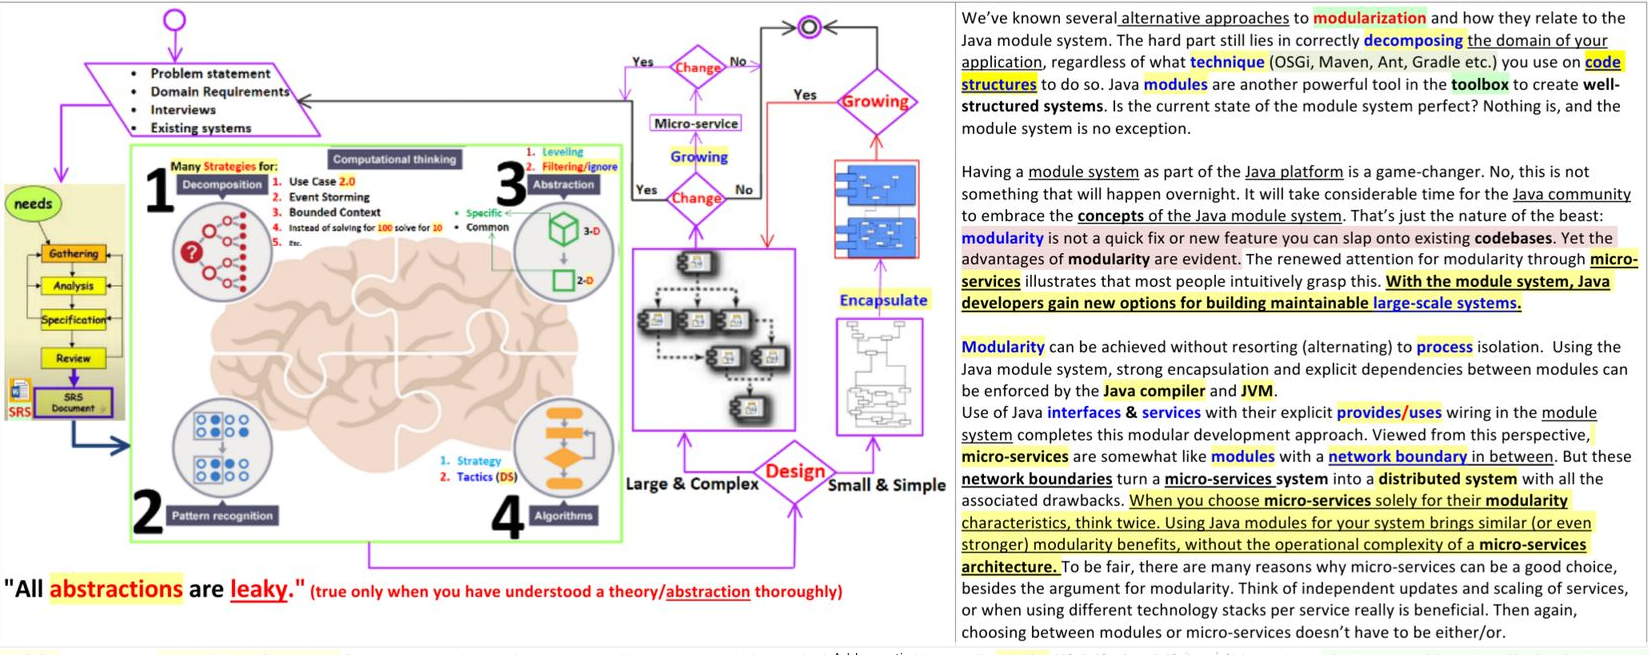 • Problem statement
• Domain Requirements
• Interviews
• Existing systems
needs
Gathering
Analysis
Specification
Review
SRS
Document
SRS
Computational thinking
1
Many Strategies for:
Decomposition
1. Use Case 2.0
2. Event Storming
3. Bounded Context
4. Instead of solving for 100 solve for 10
5. Etc.
3
1. Leveling
2. Filtering/ignore
Abstraction
• Specific
• Common
3-D
2-D
2
Pattern recognition
1. Strategy
2. Tactics (DS)
4
Algorithms
Yes
Change
No
Micro-service
Growing
Yes
Change
No
Yes
Growing
Encapsulate
Design
Large & Complex
Small & Simple
"All abstractions are leaky." (true only when you have understood a theory/abstraction thoroughly)
We've known several alternative approaches to modularization and how they relate to the
Java module system. The hard part still lies in correctly decomposing the domain of your
application, regardless of what technique (OSGi, Maven, Ant, Gradle etc.) you use on code
structures to do so. Java modules are another powerful tool in the toolbox to create well-
structured systems. Is the current state of the module system perfect? Nothing is, and the
module system is no exception.
Having a module system as part of the Java platform is a game-changer. No, this is not
something that will happen overnight. It will take considerable time for the Java community
to embrace the concepts of the Java module system. That's just the nature of the beast:
modularity is not a quick fix or new feature you can slap onto existing codebases. Yet the
advantages of modularity are evident. The renewed attention for modularity through micro-
services illustrates that most people intuitively grasp this. With the module system, Java
developers gain new options for building maintainable large-scale systems.
Modularity can be achieved without resorting (alternating) to process isolation. Using the
Java module system, strong encapsulation and explicit dependencies between modules can
be enforced by the Java compiler and JVM.
Use of Java interfaces & services with their explicit provides/uses wiring in the module
system completes this modular development approach. Viewed from this perspective,
micro-services are somewhat like modules with a network boundary in between. But these
network boundaries turn a micro-services system into a distributed system with all the
associated drawbacks. When you choose micro-services solely for their modularity
characteristics, think twice. Using Java modules for your system brings similar (or even
stronger) modularity benefits, without the operational complexity of a micro-services
architecture. To be fair, there are many reasons why micro-services can be a good choice,
besides the argument for modularity. Think of independent updates and scaling of services,
or when using different technology stacks per service really is beneficial. Then again,
choosing between modules or micro-services doesn't have to be either/or.